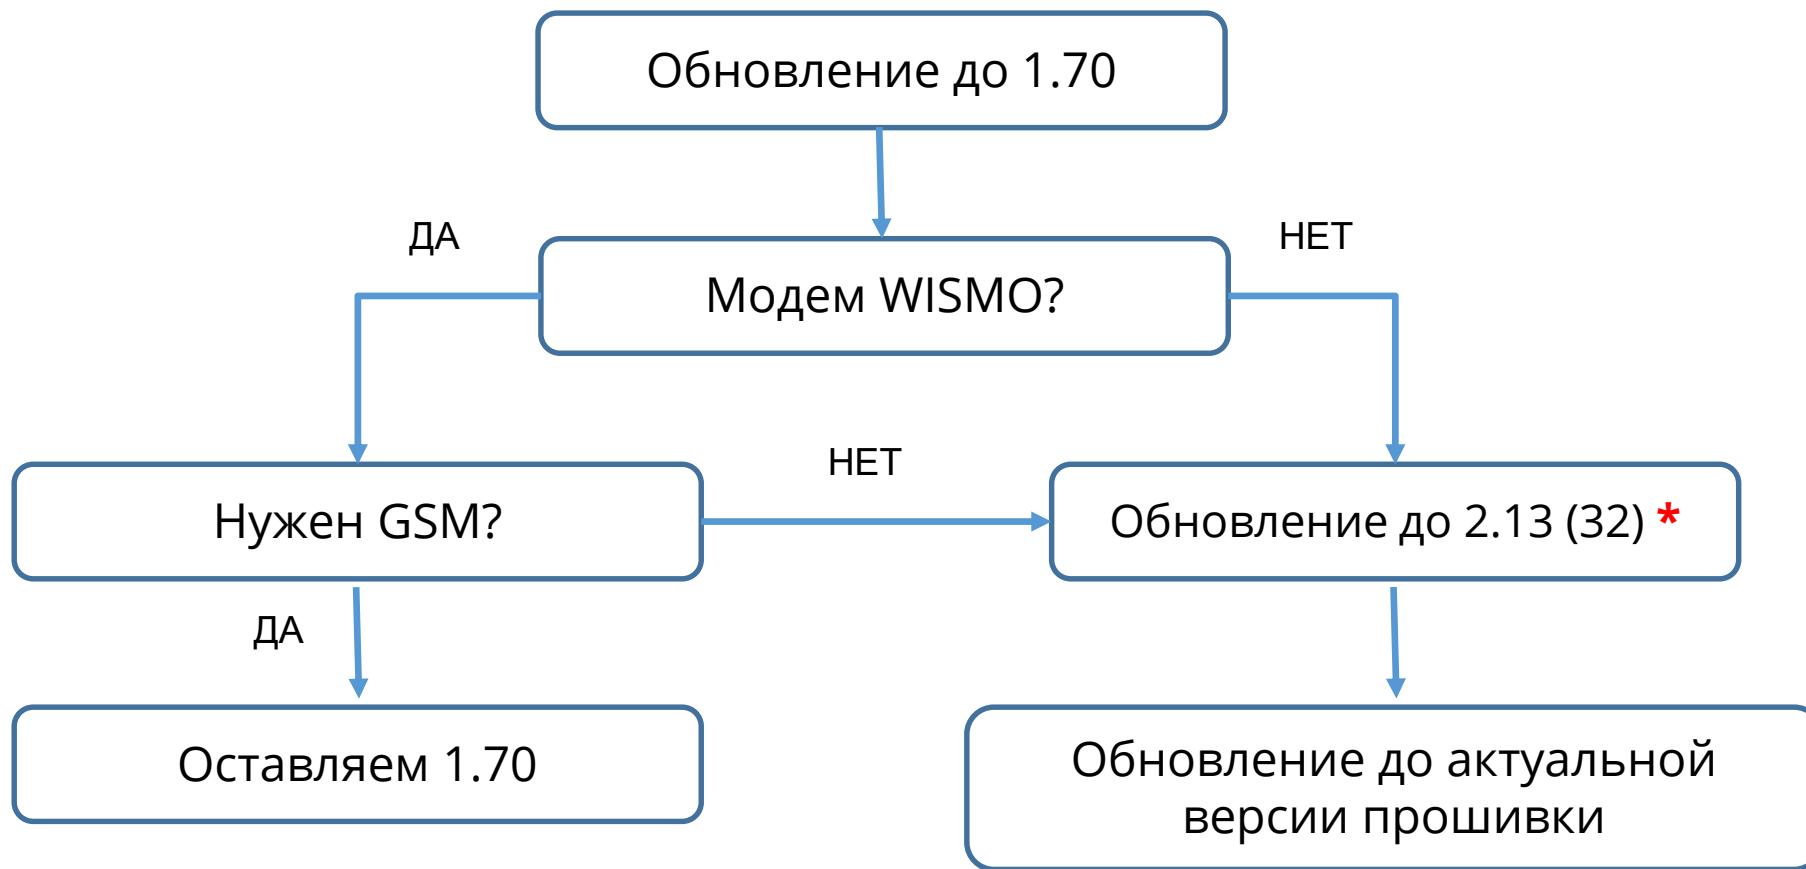 Обновление до 1.70
ДА
НЕТ
Модем WISMO?
НЕТ
Нужен GSM?
Обновление до 2.13 (32) *
ДА
Оставляем 1.70
Обновление до актуальной
версии прошивки